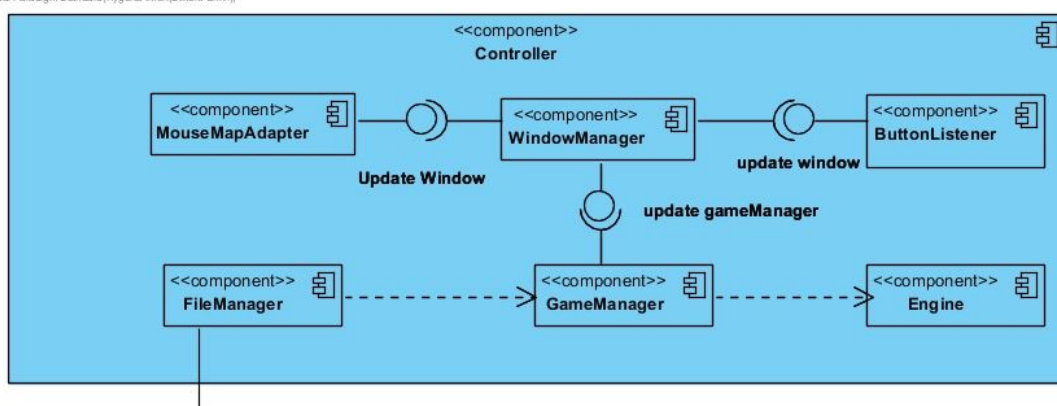 <<component>>
Controller
<<component>>
MouseMapAdapter
<<component>>
WindowManager
<<component>>
ButtonListener
Update Window
update window
update gameManager
<<component>>
FileManager
<<component>>
GameManager
<<component>>
Engine